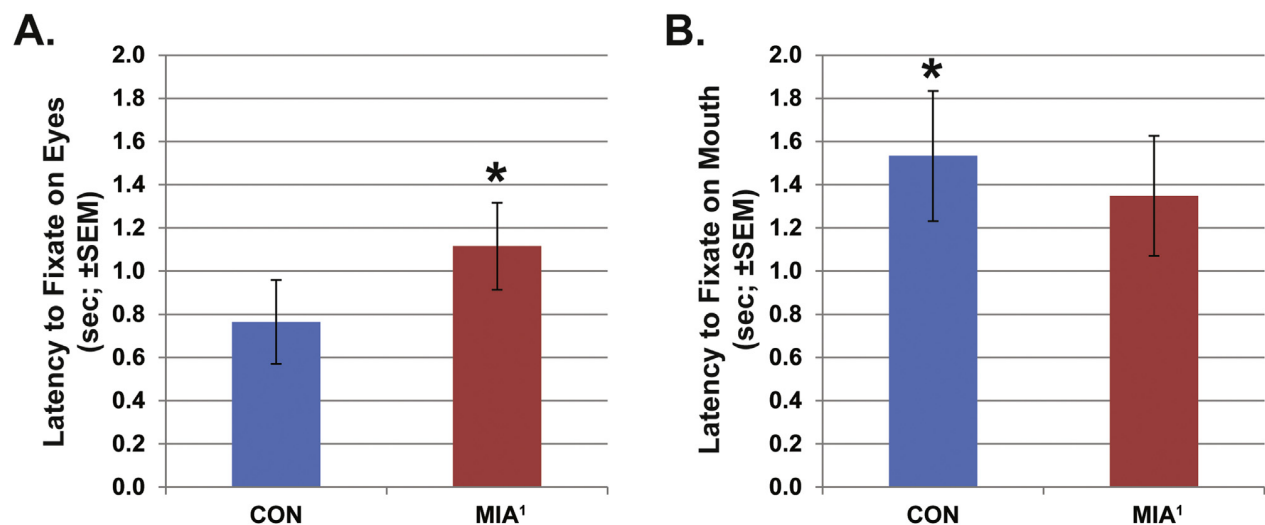 A.
Latency to Fixate on Eyes
(sec; ±SEM)
2.0
1.8
1.6
1.4
1.2
1.0
0.8
0.6
0.4
0.2
0.0
*
CON
MIA¹
B.
Latency to Fixate on Mouth
(sec; ±SEM)
2.0
1.8
1.6
1.4
1.2
1.0
0.8
0.6
0.4
0.2
0.0
*
CON
MIA¹